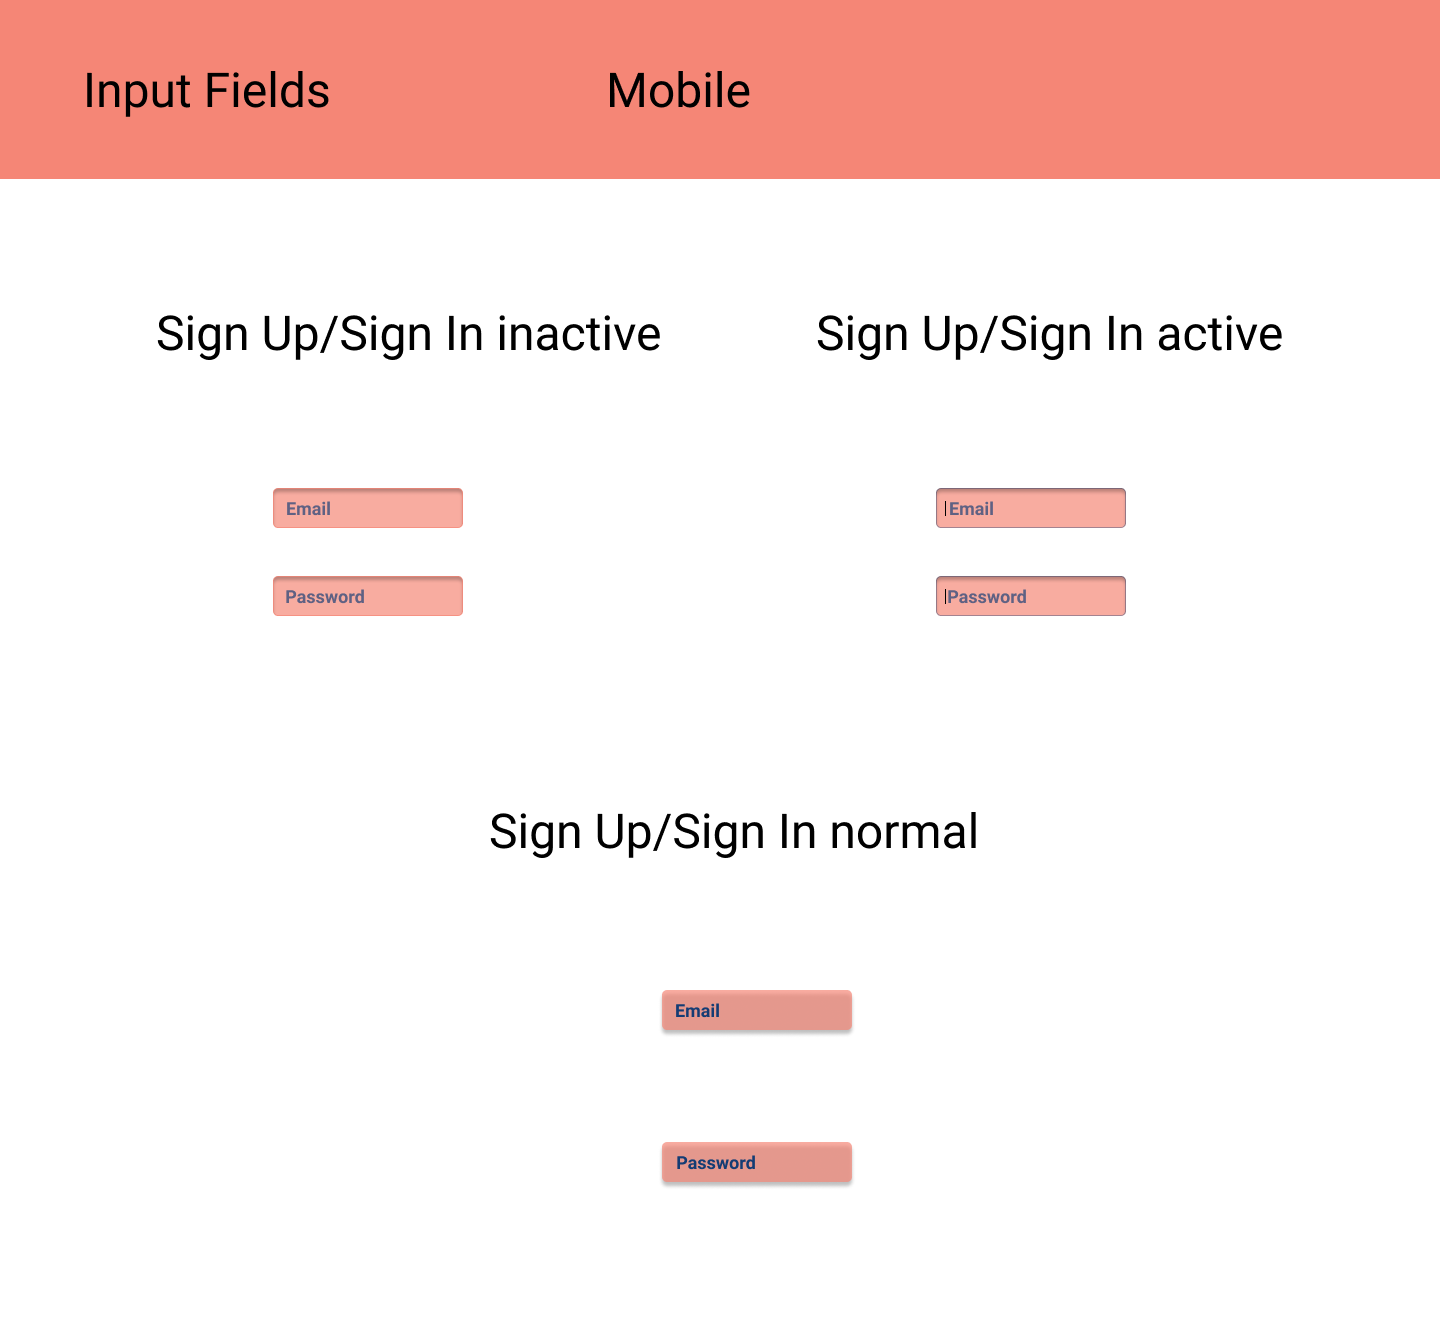 Input Fields
Mobile
Sign Up/Sign In inactive
Sign Up/Sign In active
Email
Email
Password
Password
Sign Up/Sign In normal
Email
Password